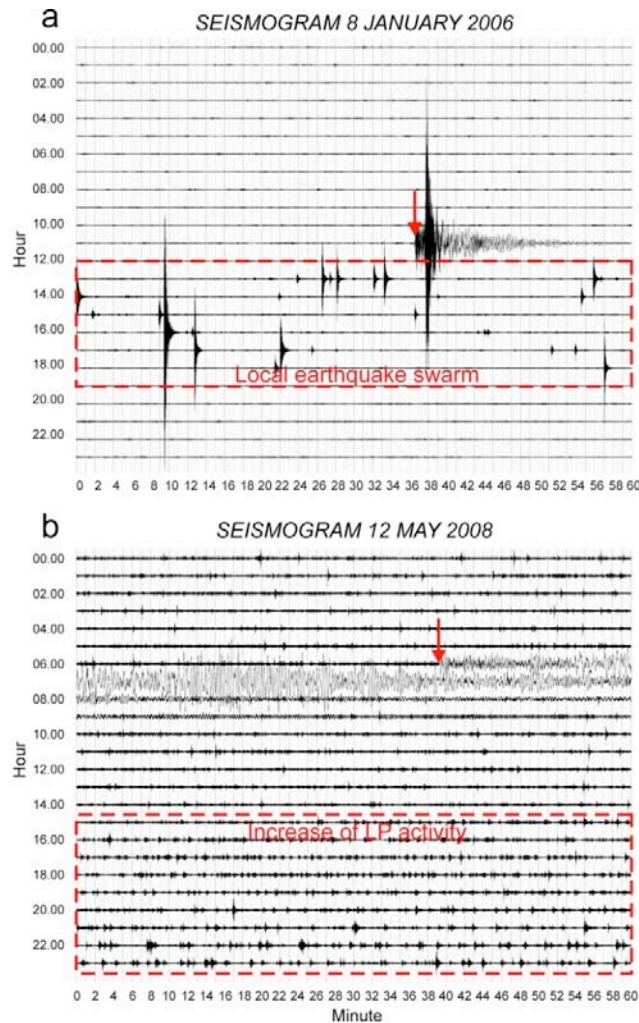 a
SEISMOGRAM 8 JANUARY 2006
00.00
02.00
04.00
06.00
08.00
10.00
12.00
14.00
16.00
18.00
20.00
22.00
Hour
Local earthquake swarm
0 2 4 6 8 10 12 14 16 18 20 22 24 26 28 30 32 34 36 38 40 42 44 46 48 50 52 54 56 58 60
b
SEISMOGRAM 12 MAY 2008
00.00
02.00
04.00
06.00
08.00
10.00
12.00
14.00
16.00
18.00
20.00
22.00
Hour
Increase of LP activity
0 2 4 6 8 10 12 14 16 18 20 22 24 26 28 30 32 34 36 38 40 42 44 46 48 50 52 54 56 58 60
Minute